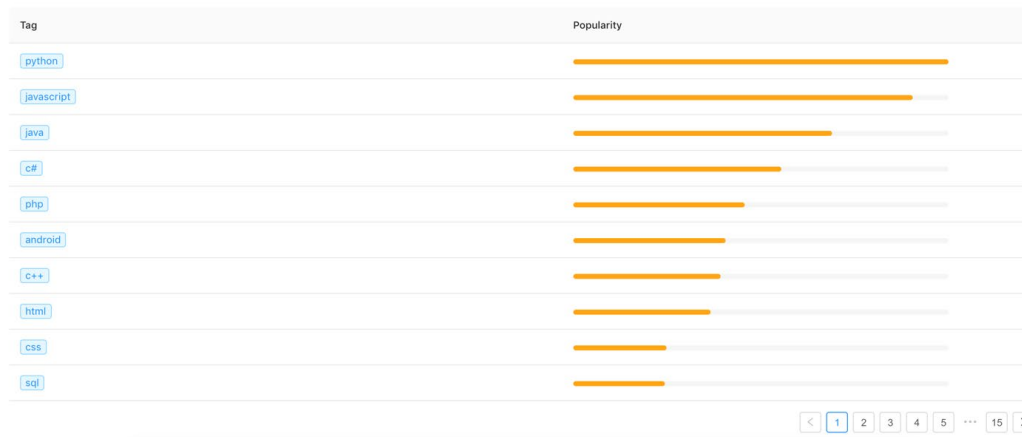 Tag Popularity
python
javascript
java
c#
php
android
c++
html
css
sql
1 2 3 4 5 ••• 15